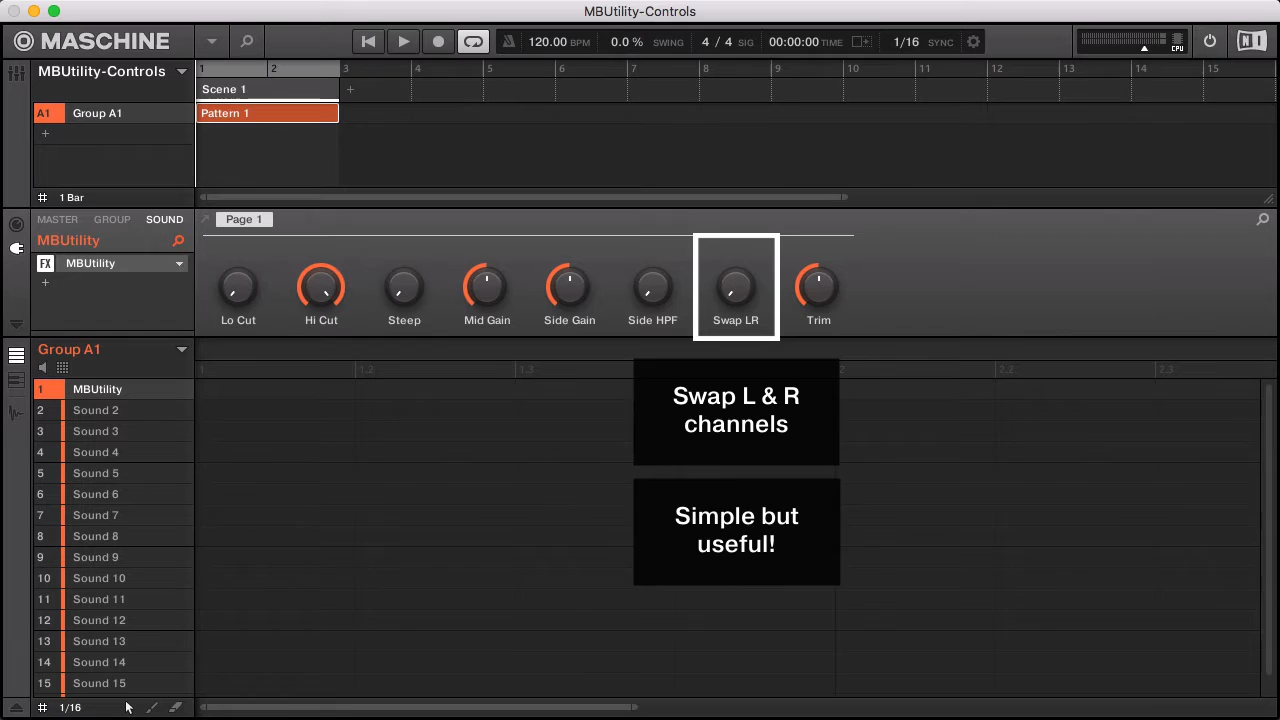 MBUtility-Controls
MASCHINE
120.00 BPM
0.0 % SWING
4 / 4 SIG
00:00:00 TIME
1/16 SYNC
CPU
NI
MBUtility-Controls
1 2 3 4 5 6 7 8 9 10 11 12 13 14 15
Scene 1 +
A1 Group A1
Pattern 1
+
1 Bar
MASTER GROUP SOUND
Page 1
MBUtility
FX MBUtility
+
Lo Cut
Hi Cut
Steep
Mid Gain
Side Gain
Side HPF
Swap LR
Trim
Group A1
1 1.2 1.3 2 2.2 2.3
1 MBUtility
2 Sound 2
3 Sound 3
4 Sound 4
5 Sound 5
6 Sound 6
7 Sound 7
8 Sound 8
9 Sound 9
10 Sound 10
11 Sound 11
12 Sound 12
13 Sound 13
14 Sound 14
15 Sound 15
Swap L & R
channels
Simple but
useful!
1/16